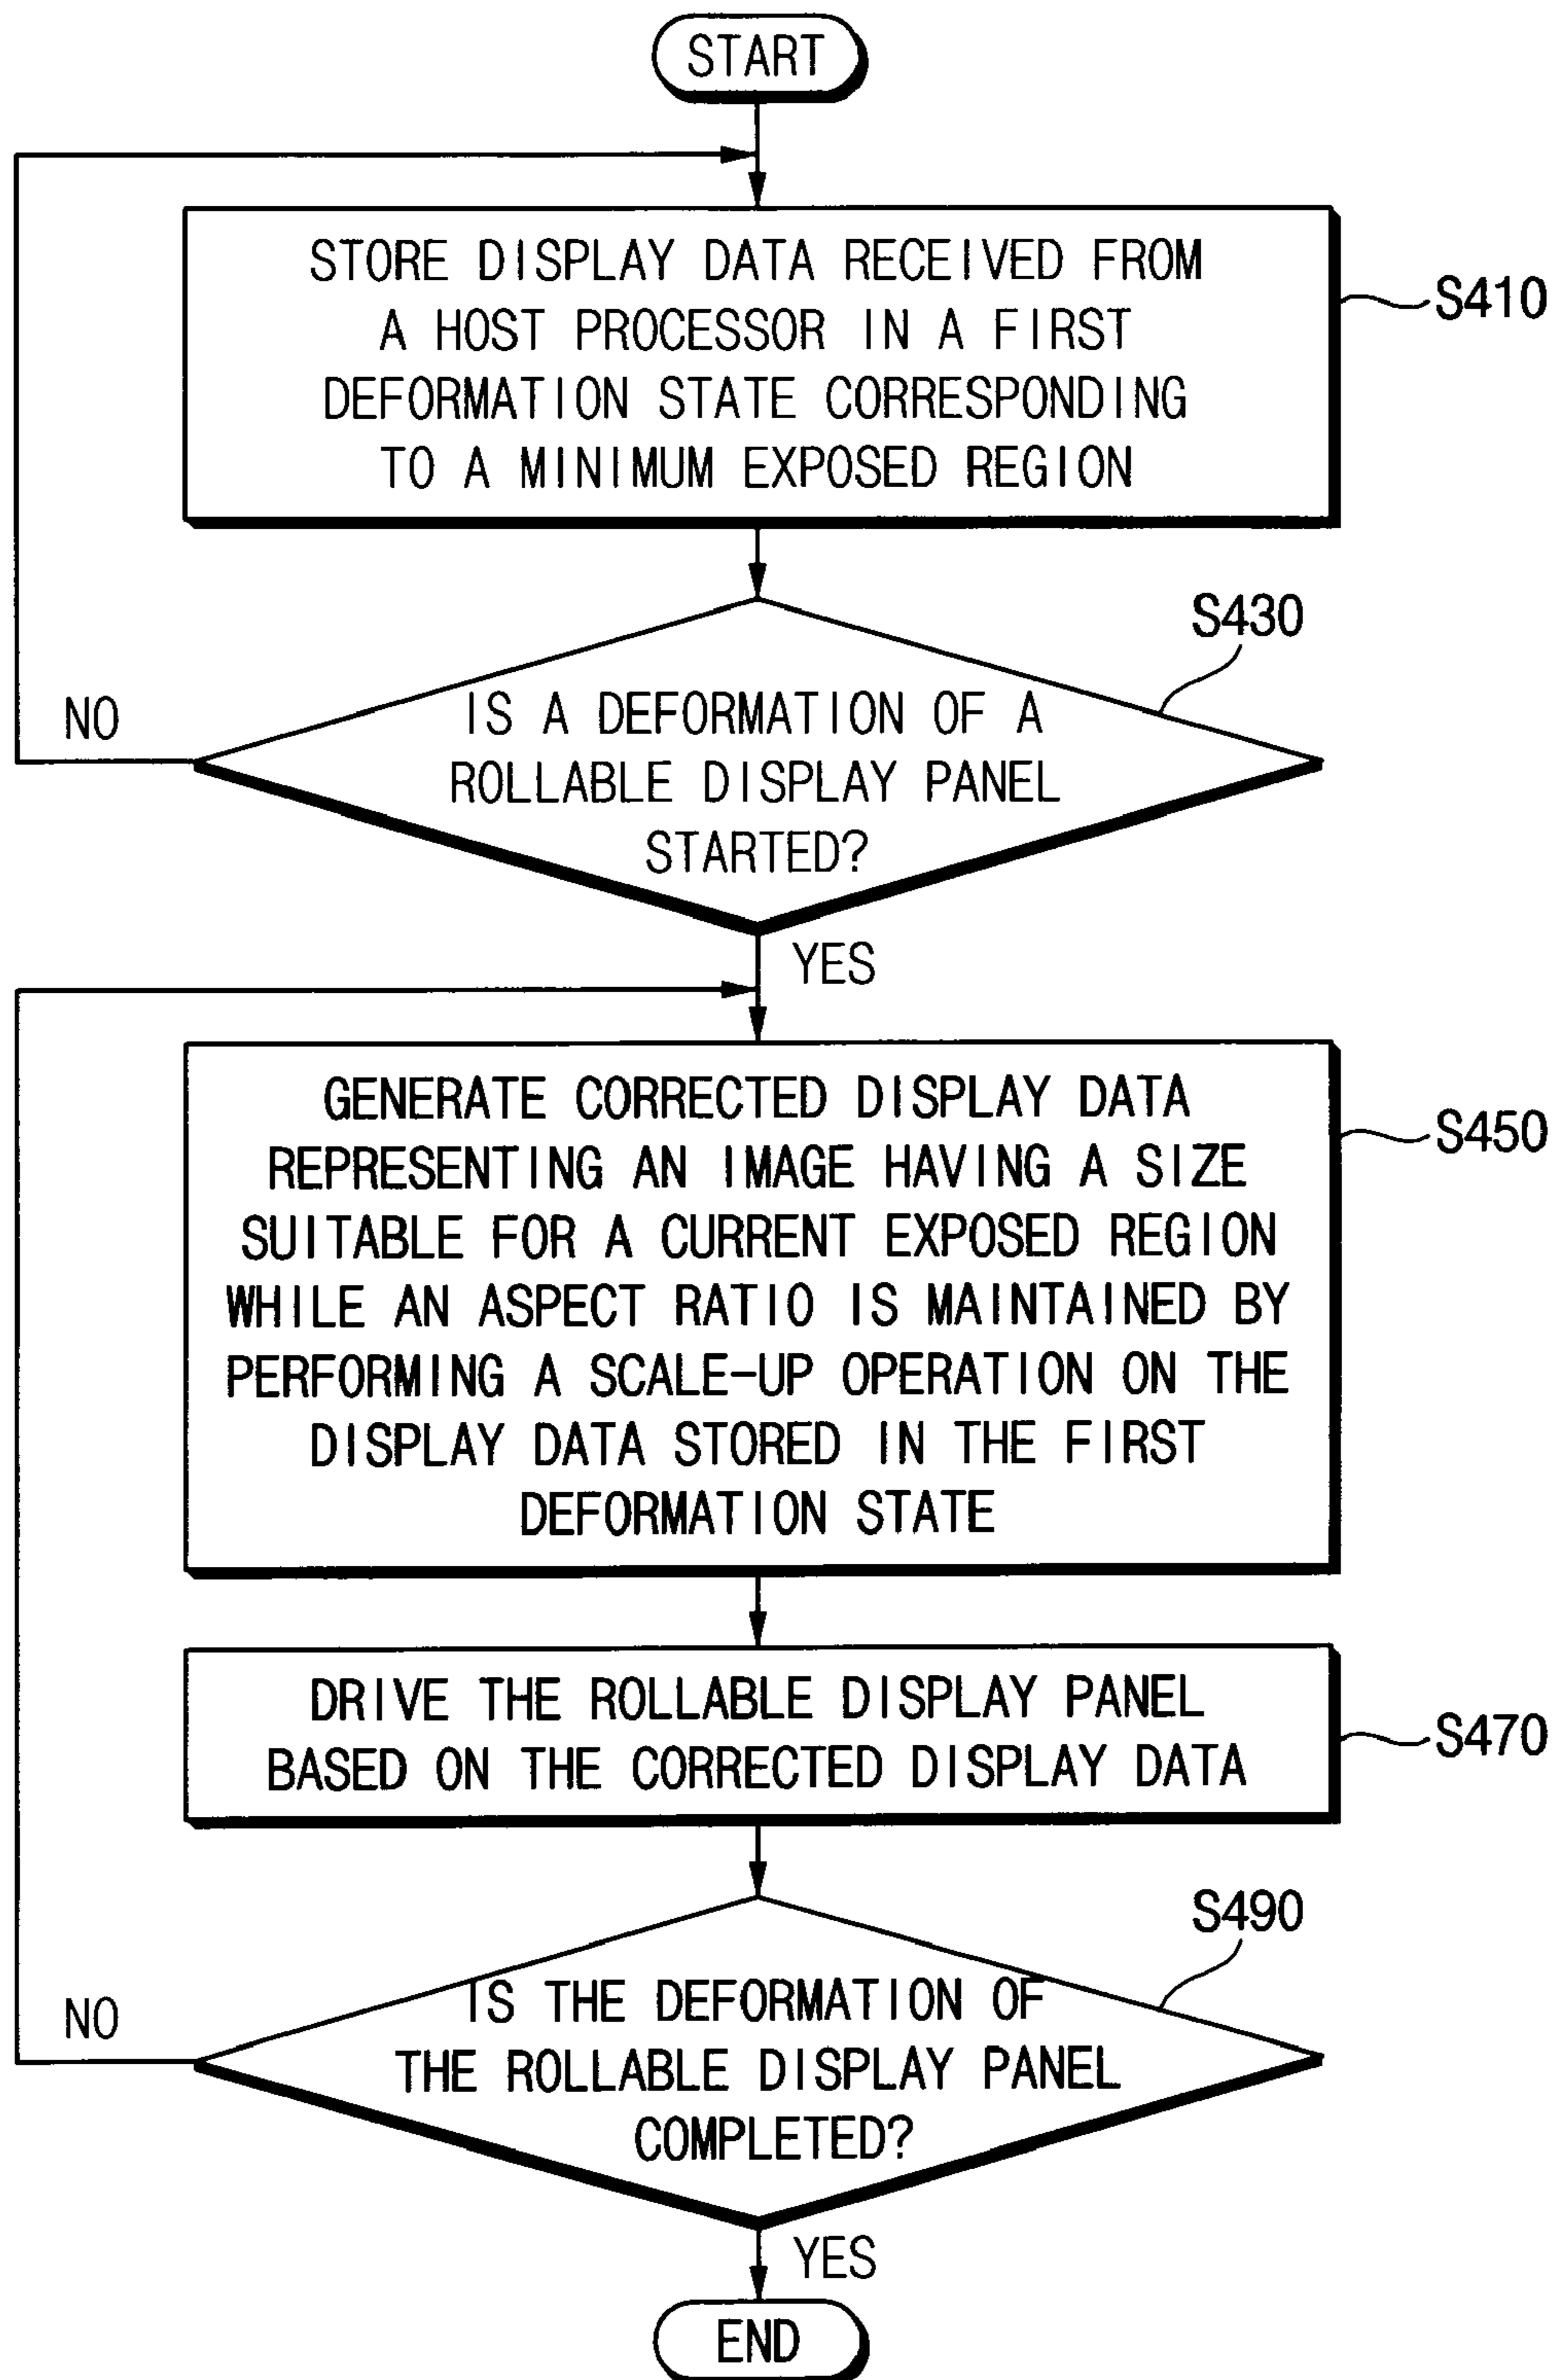 START
STORE DISPLAY DATA RECEIVED FROM
A HOST PROCESSOR IN A FIRST
DEFORMATION STATE CORRESPONDING
TO A MINIMUM EXPOSED REGION
S410
S430
IS A DEFORMATION OF A
ROLLABLE DISPLAY PANEL
STARTED?
NO
YES
GENERATE CORRECTED DISPLAY DATA
REPRESENTING AN IMAGE HAVING A SIZE
SUITABLE FOR A CURRENT EXPOSED REGION
WHILE AN ASPECT RATIO IS MAINTAINED BY
PERFORMING A SCALE-UP OPERATION ON THE
DISPLAY DATA STORED IN THE FIRST
DEFORMATION STATE
S450
DRIVE THE ROLLABLE DISPLAY PANEL
BASED ON THE CORRECTED DISPLAY DATA
S470
S490
IS THE DEFORMATION OF
THE ROLLABLE DISPLAY PANEL
COMPLETED?
NO
YES
END